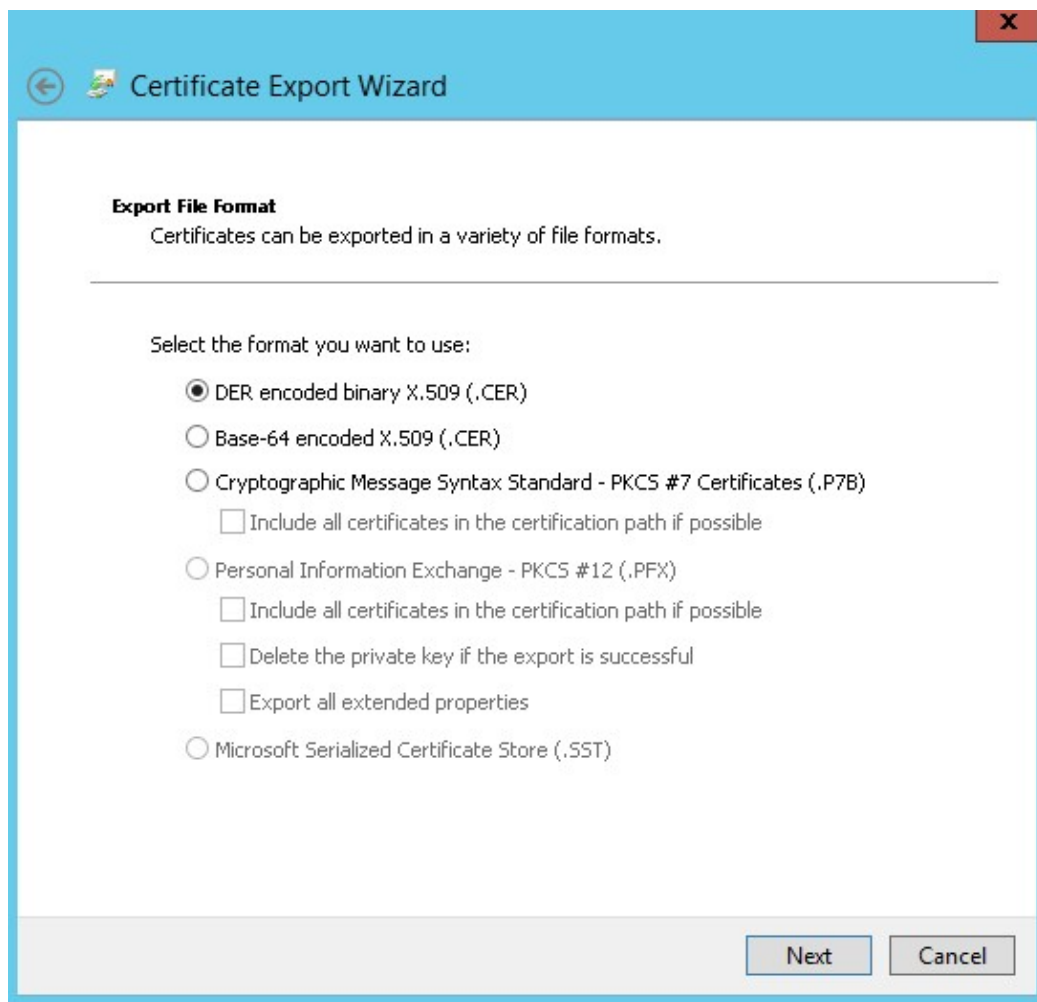 x
Certificate Export Wizard
Export File Format
Certificates can be exported in a variety of file formats.
Select the format you want to use:
DER encoded binary X.509 (.CER)
Base-64 encoded X.509 (.CER)
Cryptographic Message Syntax Standard - PKCS #7 Certificates (.P7B)
Include all certificates in the certification path if possible
Personal Information Exchange - PKCS #12 (.PFX)
Include all certificates in the certification path if possible
Delete the private key if the export is successful
Export all extended properties
Microsoft Serialized Certificate Store (.SST)
Next Cancel